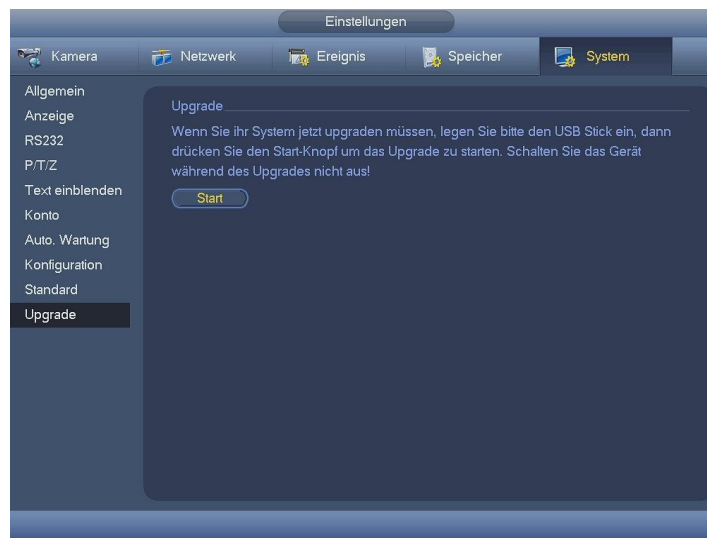 Einstellungen
Kamera
Netzwerk
Ereignis
Speicher
System
Allgemein
Anzeige
RS232
P/T/Z
Text einblenden
Konto
Auto. Wartung
Konfiguration
Standard
Upgrade
Upgrade
Wenn Sie ihr System jetzt upgraden müssen, legen Sie bitte den USB Stick ein, dann
drücken Sie den Start-Knopf um das Upgrade zu starten. Schalten Sie das Gerät
während des Upgrades nicht aus!
Start